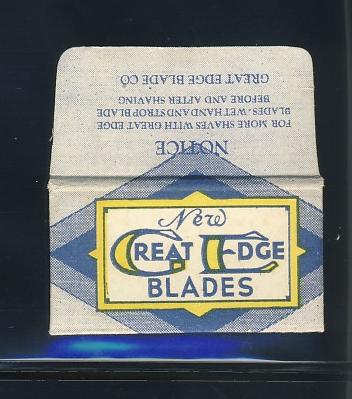 NOTICE
FOR MORE SHAVES WITH GREAT EDGE
BLADES - WET HAND AND STROP BLADE
BEFORE AND AFTER SHAVING
GREAT EDGE BLADE CO
New
GREAT EDGE
BLADES